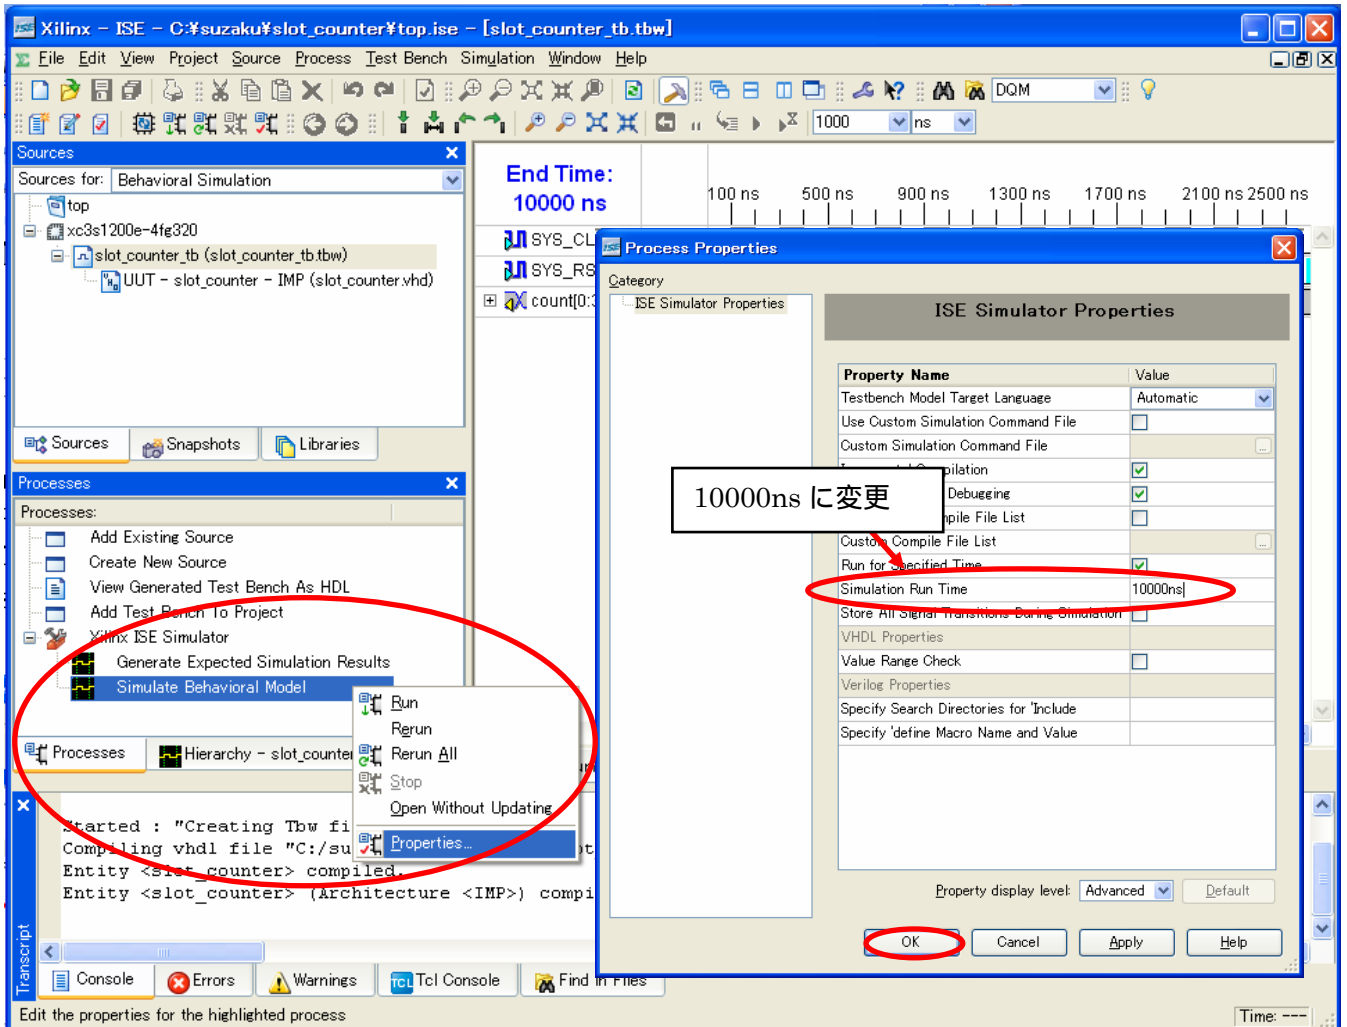 Xilinx - ISE - C:¥suzaku¥slot_counter¥top.ise - [slot_counter_tb.tbw]
File Edit View Project Source Process Test Bench Simulation Window Help
DQM
1000 ns
Sources
Sources for: Behavioral Simulation
top
xc3s1200e-4fg320
slot_counter_tb (slot_counter_tb.tbw)
UUT - slot_counter - IMP (slot_counter.vhd)
Sources Snapshots Libraries
Processes
Processes:
Add Existing Source
Create New Source
View Generated Test Bench As HDL
Add Test Bench To Project
Xilinx ISE Simulator
Generate Expected Simulation Results
Simulate Behavioral Model
Run
Rerun
Rerun All
Stop
Open Without Updating
Properties...
Processes Hierarchy - slot_counter
End Time:
10000 ns
100 ns 500 ns 900 ns 1300 ns 1700 ns 2100 ns 2500 ns
SYS_CL
SYS_RS
count[0:3
Process Properties
Category
ISE Simulator Properties
ISE Simulator Properties
Property Name Value
Testbench Model Target Language Automatic
Use Custom Simulation Command File
Custom Simulation Command File
pilation
Debugging
mpile File List
Custom Compile File List
Run for Specified Time
Simulation Run Time 10000ns
Store All Signal Transitions During Simulation
VHDL Properties
Value Range Check
Verilog Properties
Specify Search Directories for 'Include
Specify 'define Macro Name and Value
10000ns に変更
Property display level: Advanced Default
OK Cancel Apply Help
Started : "Creating Tbw fi
Compiling vhdl file "C:/su
Entity <slot_counter> compiled.
Entity <slot_counter> (Architecture <IMP>) compi
Transcript
Console Errors Warnings Tcl Console Find in Files
Edit the properties for the highlighted process
Time: ---